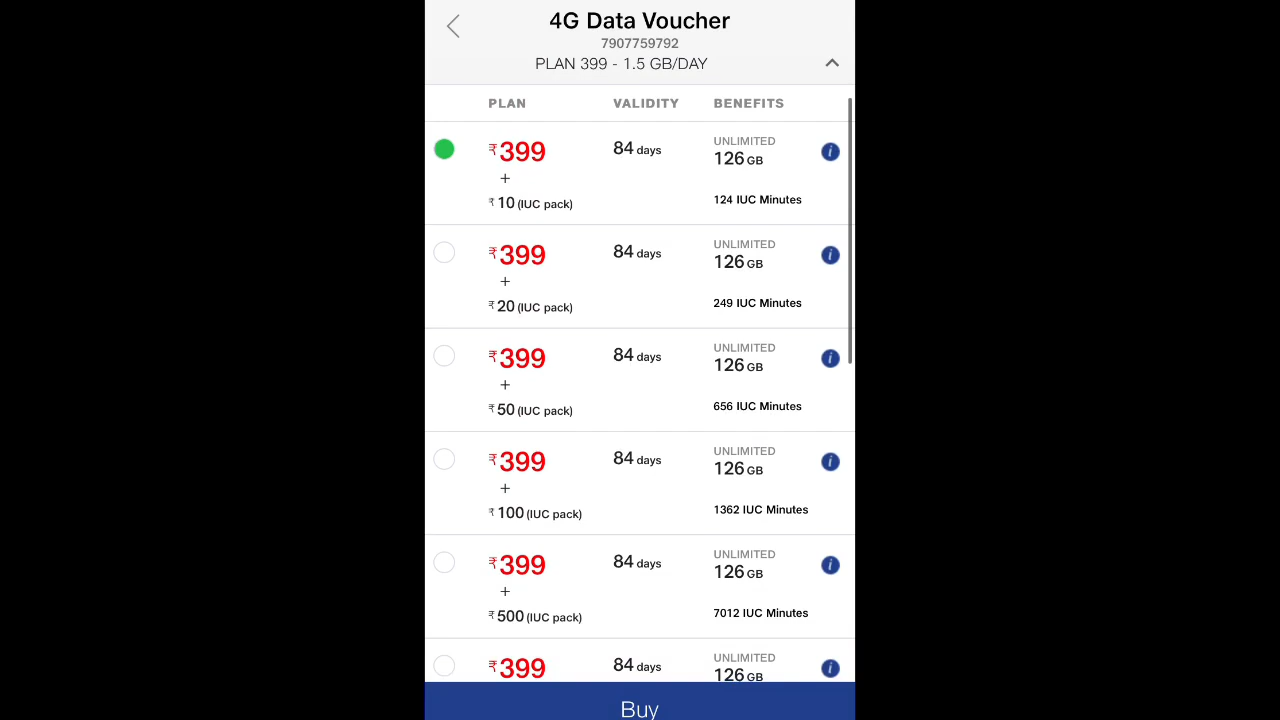 4G Data Voucher
7907759792
PLAN 399 - 1.5 GB/DAY
PLAN VALIDITY BENEFITS
₹399 84 days UNLIMITED
126 GB
+
₹10 (IUC pack) 124 IUC Minutes
₹399 84 days UNLIMITED
126 GB
+
₹20 (IUC pack) 249 IUC Minutes
₹399 84 days UNLIMITED
126 GB
+
₹50 (IUC pack) 656 IUC Minutes
₹399 84 days UNLIMITED
126 GB
+
₹100 (IUC pack) 1362 IUC Minutes
₹399 84 days UNLIMITED
126 GB
+
₹500 (IUC pack) 7012 IUC Minutes
₹399 84 days UNLIMITED
126 GB
Buy